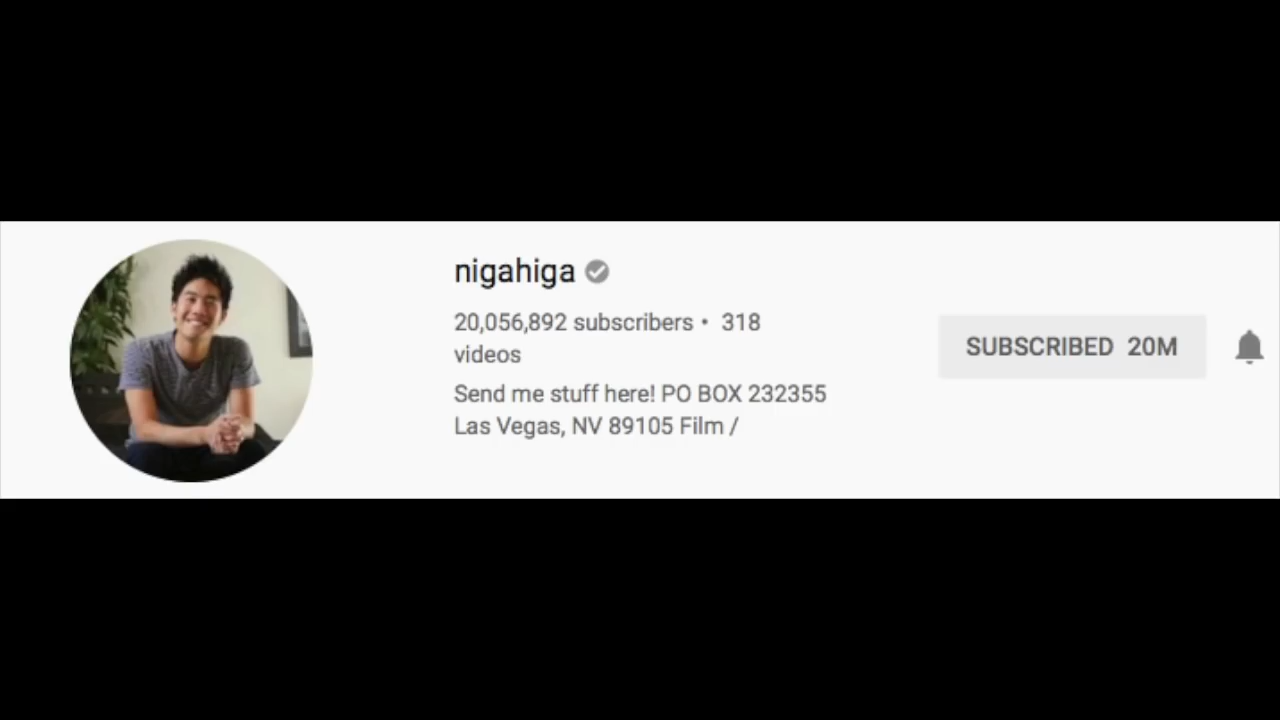 nigahiga
20,056,892 subscribers • 318
videos
Send me stuff here! PO BOX 232355
Las Vegas, NV 89105 Film /
SUBSCRIBED 20M